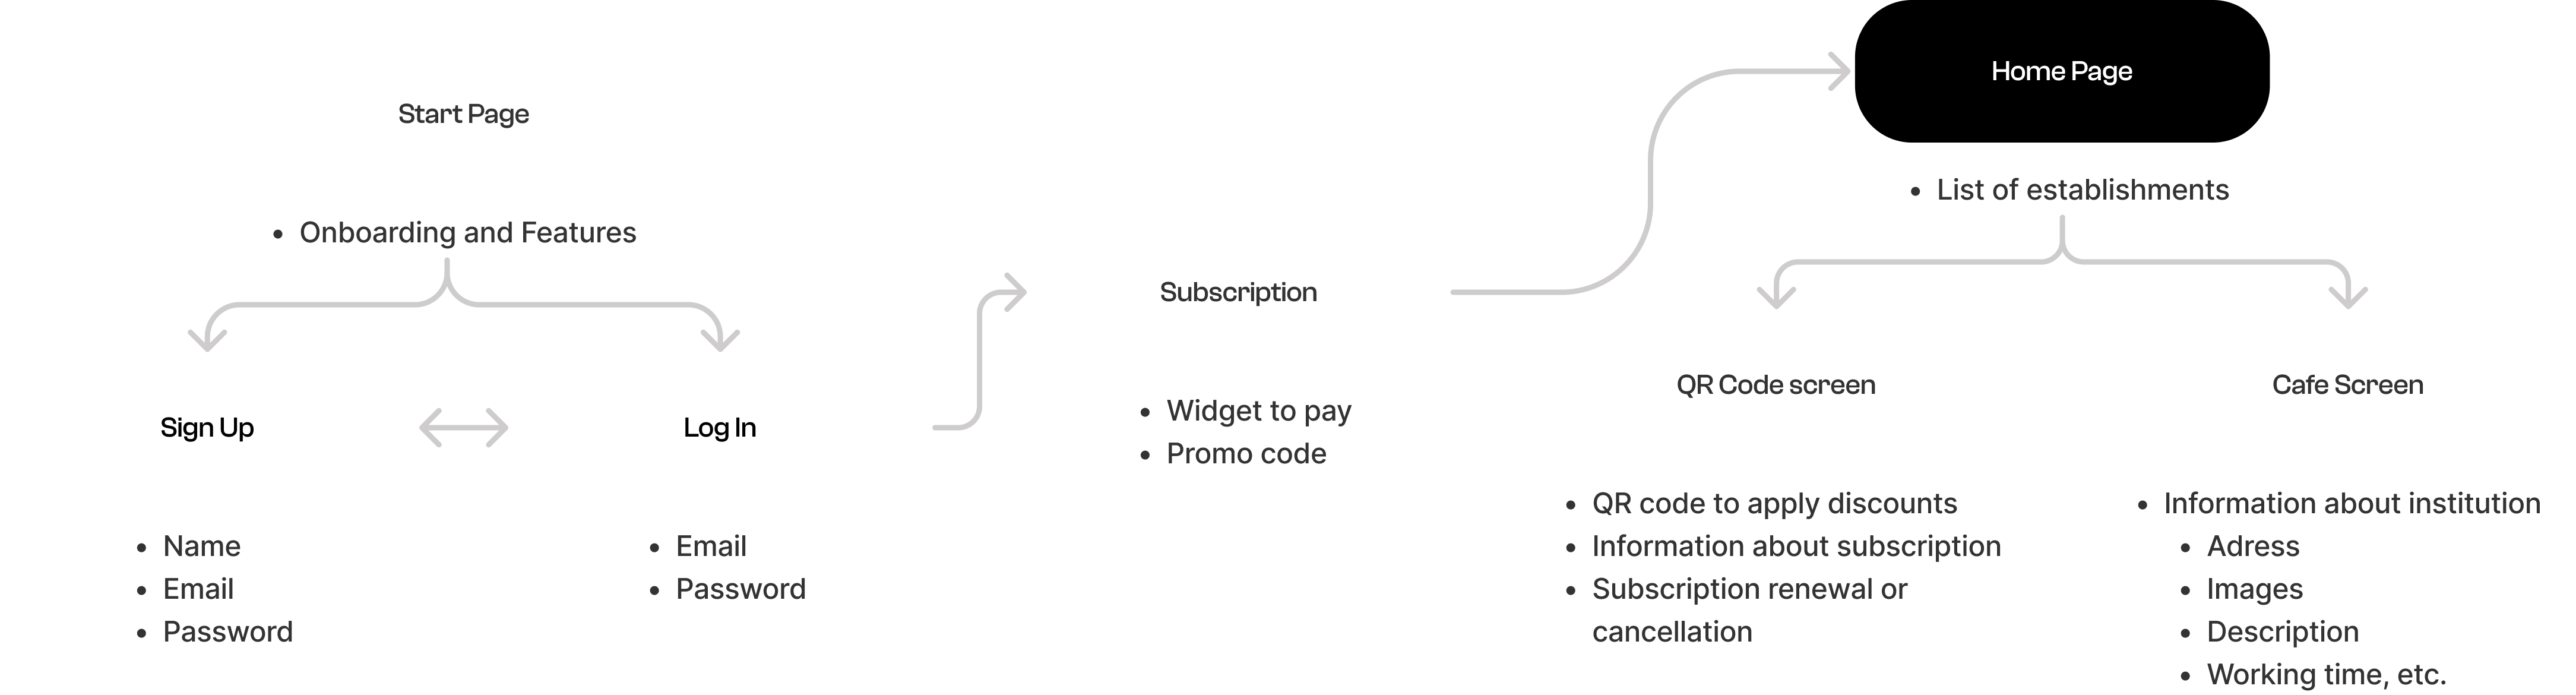 Start Page
• Onboarding and Features
Sign Up
• Name
• Email
• Password
Log In
• Email
• Password
Subscription
• Widget to pay
• Promo code
Home Page
• List of establishments
QR Code screen
• QR code to apply discounts
• Information about subscription
• Subscription renewal or
cancellation
Cafe Screen
• Information about institution
• Adress
• Images
• Description
• Working time, etc.